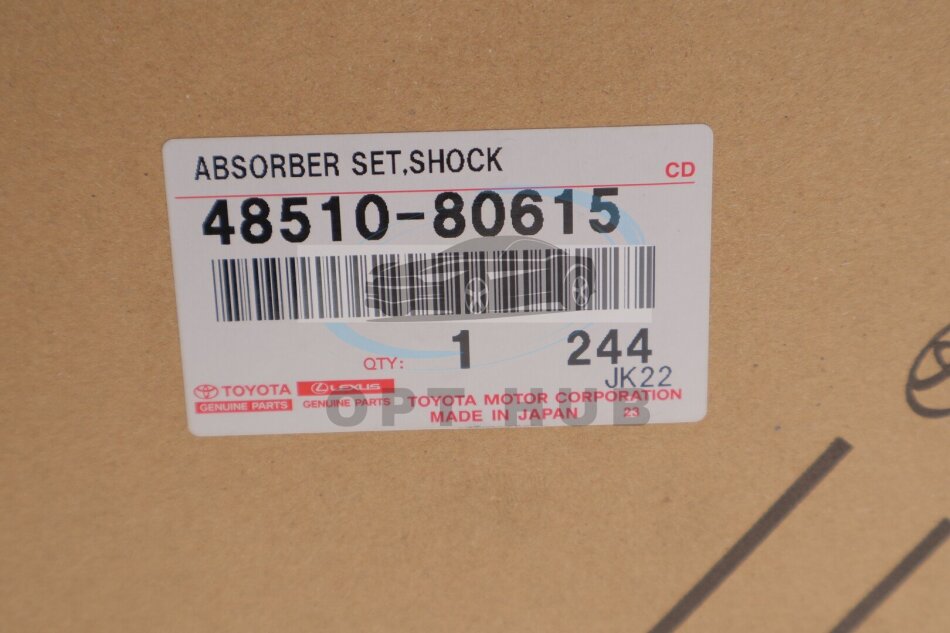 ABSORBER SET,SHOCK
CD
48510-80615
QTY: 1 244
JK22
TOYOTA LEXUS
GENUINE PARTS GENUINE PARTS
TOYOTA MOTOR CORPORATION
MADE IN JAPAN 23
OPT HUB